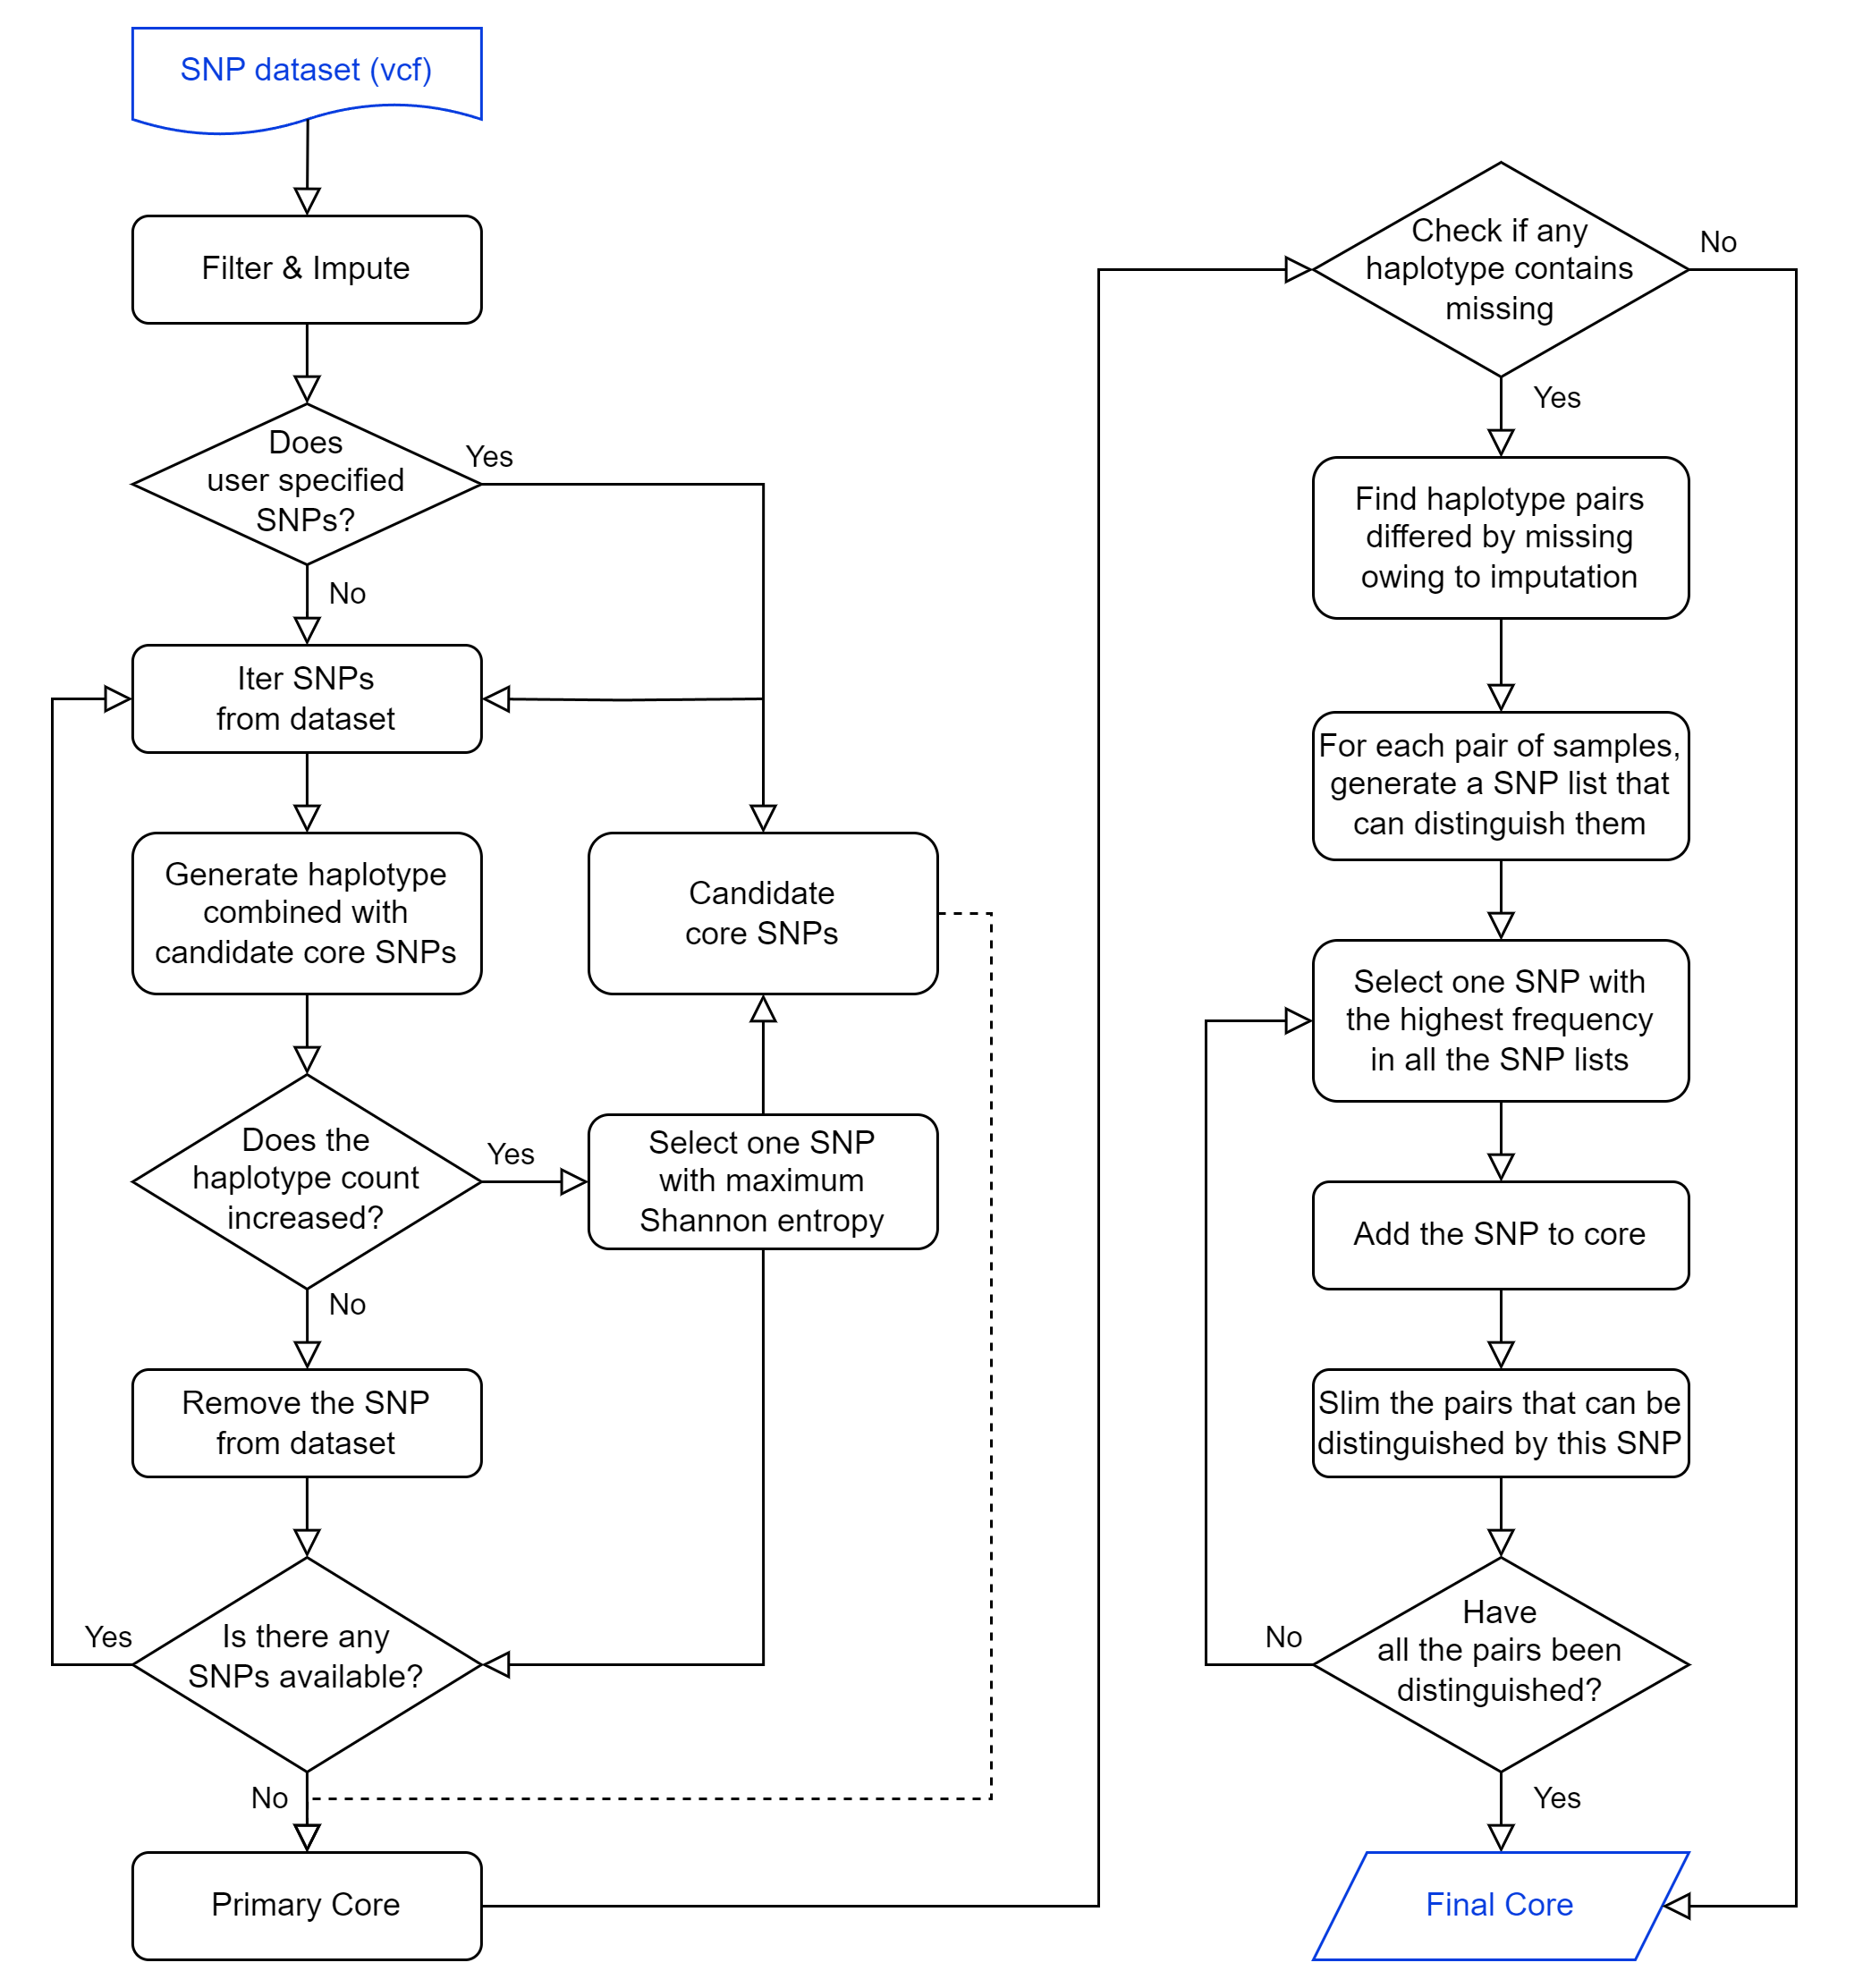 SNP dataset (vcf)
Filter & Impute
Does
user specified
SNPs?
Yes
No
Iter SNPs
from dataset
Generate haplotype
combined with
candidate core SNPs
Candidate
core SNPs
Does the
haplotype count
increased?
Yes
Select one SNP
with maximum
Shannon entropy
No
Remove the SNP
from dataset
Is there any
SNPs available?
Yes
No
Primary Core
Check if any
haplotype contains
missing
No
Yes
Find haplotype pairs
differed by missing
owing to imputation
For each pair of samples,
generate a SNP list that
can distinguish them
Select one SNP with
the highest frequency
in all the SNP lists
Add the SNP to core
Slim the pairs that can be
distinguished by this SNP
Have
all the pairs been
distinguished?
No
Yes
Final Core